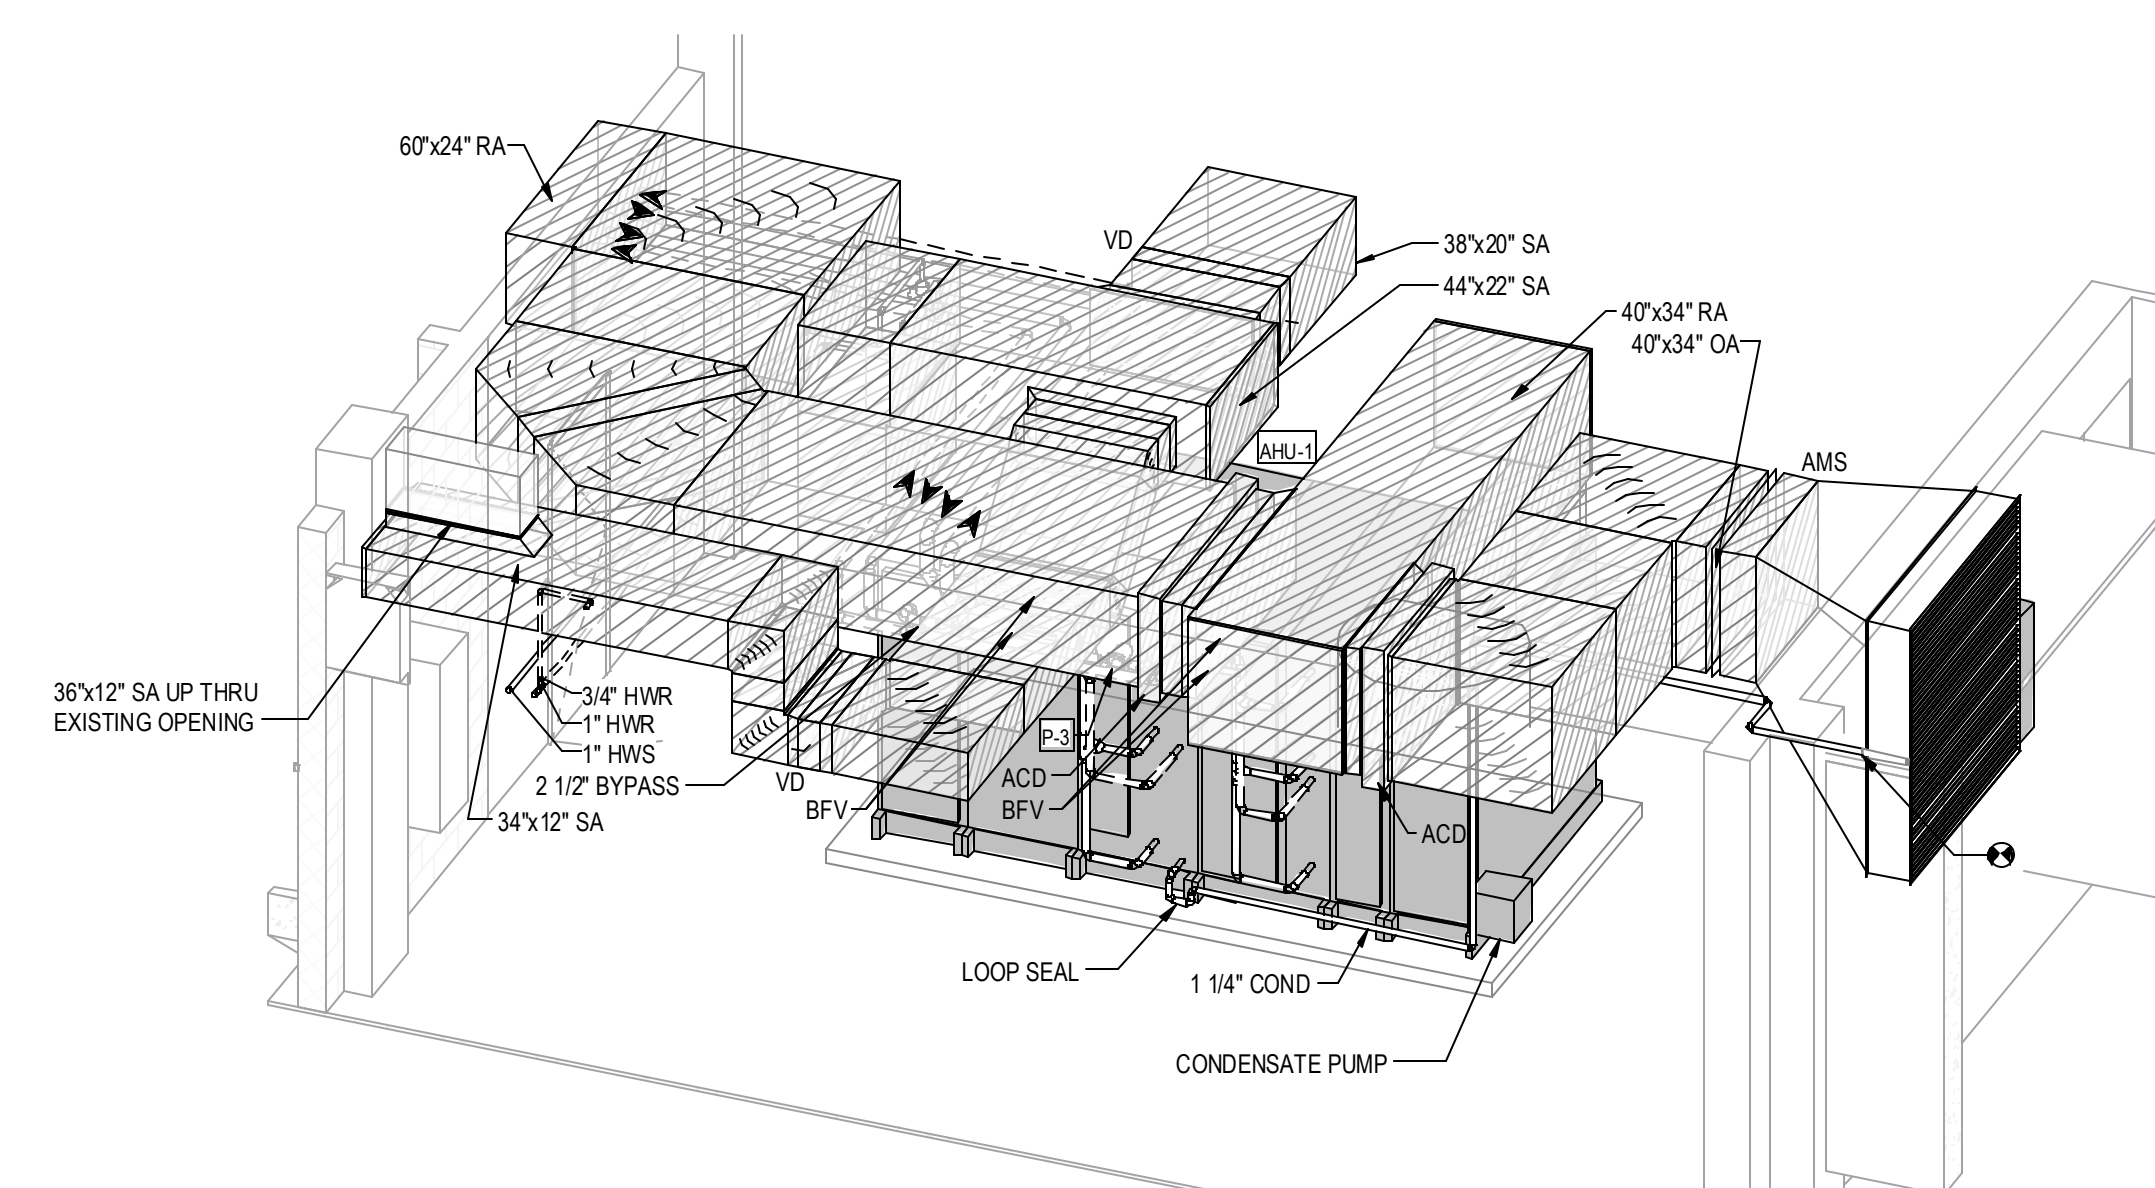 60"x24" RA
VD
38"x20" SA
44"x22" SA
40"x34" RA
40"x34" OA
AMS
AHU-1
36"x12" SA UP THRU
EXISTING OPENING
3/4" HWR
1" HWR
1" HWS
2 1/2" BYPASS
34"x12" SA
VD
BFV
P-3
ACD
BFV
ACD
LOOP SEAL
1 1/4" COND
CONDENSATE PUMP